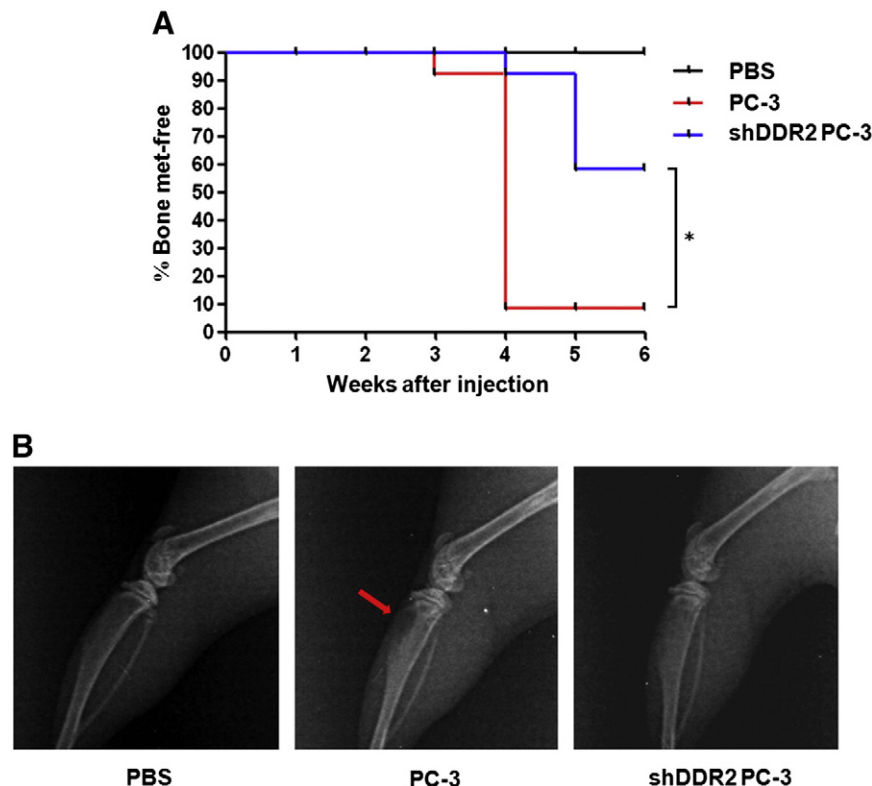 A
% Bone met-free
100
90
80
70
60
50
40
30
20
10
0
0 1 2 3 4 5 6
Weeks after injection
PBS
PC-3
shDDR2 PC-3
*
B
PBS PC-3 shDDR2 PC-3